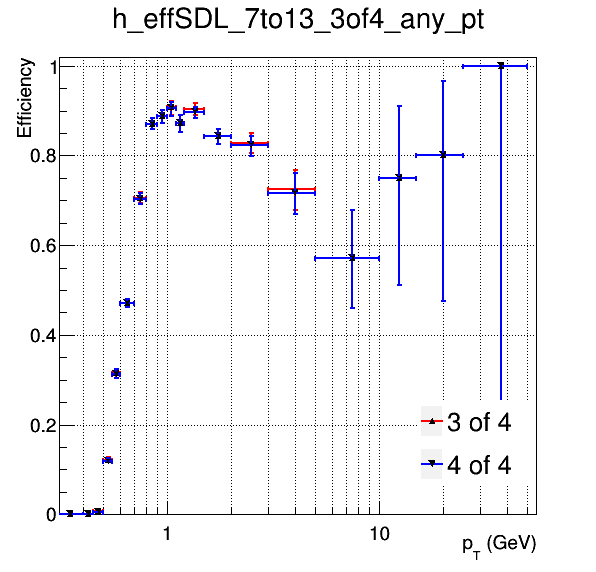 h_effSDL_7to13_3of4_any_pt
Efficiency
1
0.8
0.6
0.4
0.2
0
1
10
p_T (GeV)
3 of 4
4 of 4